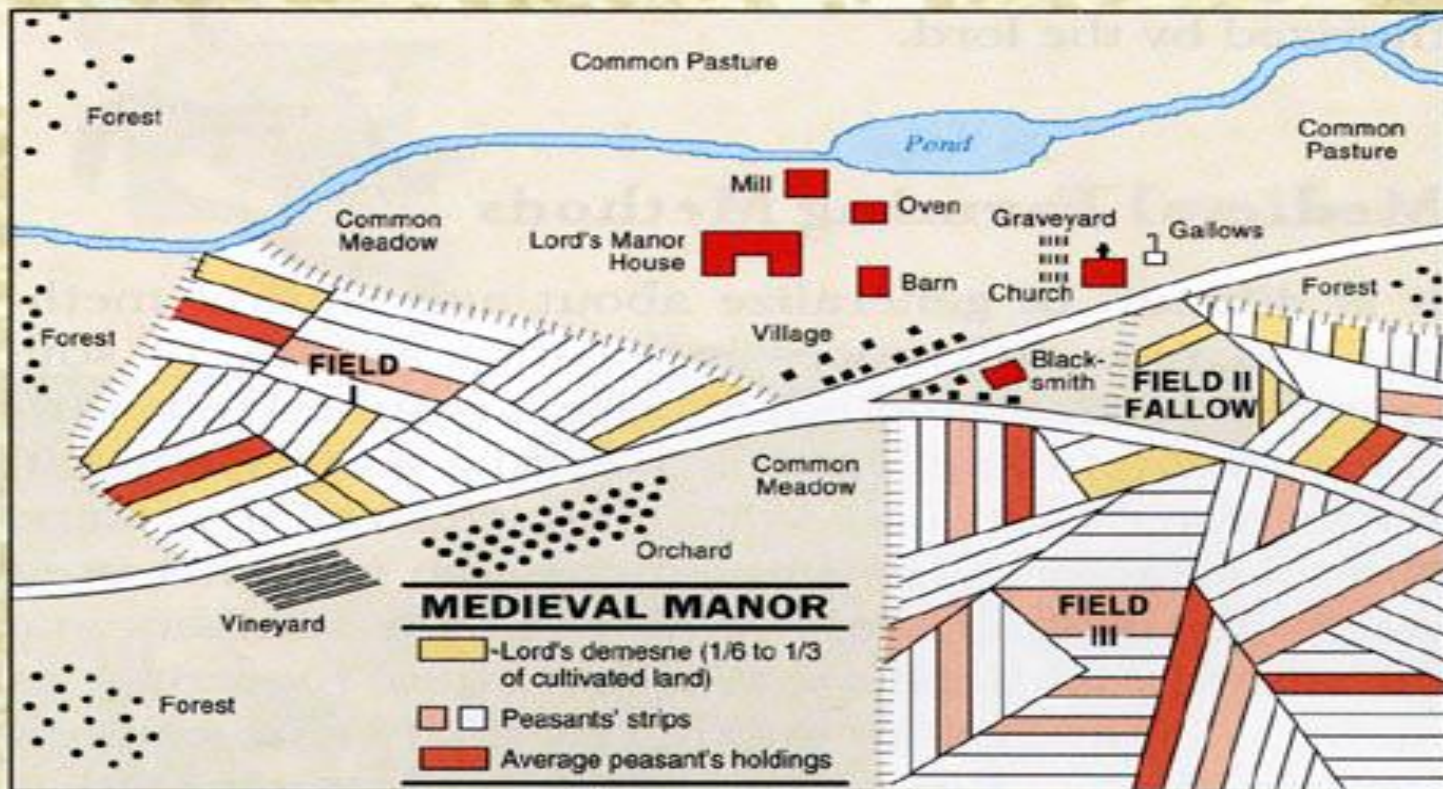 Common Pasture
Forest
Pond
Common
Pasture
Mill
Oven
Common
Meadow
Lord's Manor
House
Graveyard
Gallows
Barn
Church
Forest
Forest
Village
FIELD
I
Black-
smith
FIELD II
FALLOW
Common
Meadow
Orchard
Vineyard
FIELD
III
Forest
MEDIEVAL MANOR
Lord's demesne (1/6 to 1/3
of cultivated land)
Peasants' strips
Average peasant's holdings